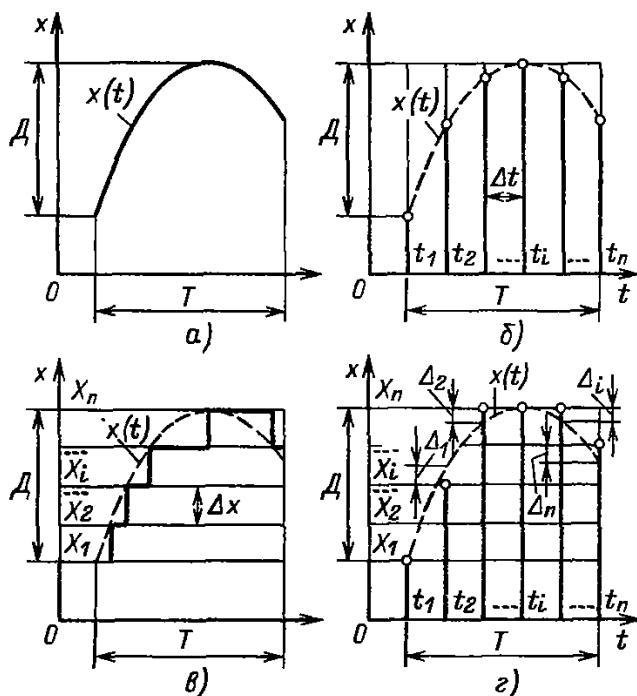 x
x
Д
x(t)
Д
x(t)
Δt
t₁ t₂ tᵢ tₙ
0
T
0
T
t
а)
б)
x
Xₙ
x
Xₙ
Δ₂
x(t)
Δᵢ
x(t)
Δ₁
Д
Xᵢ
X₂
Δx
X₁
Д
Xᵢ
X₂
Δₙ
X₁
t₁ t₂ tᵢ tₙ
0
T
0
T
t
в)
г)